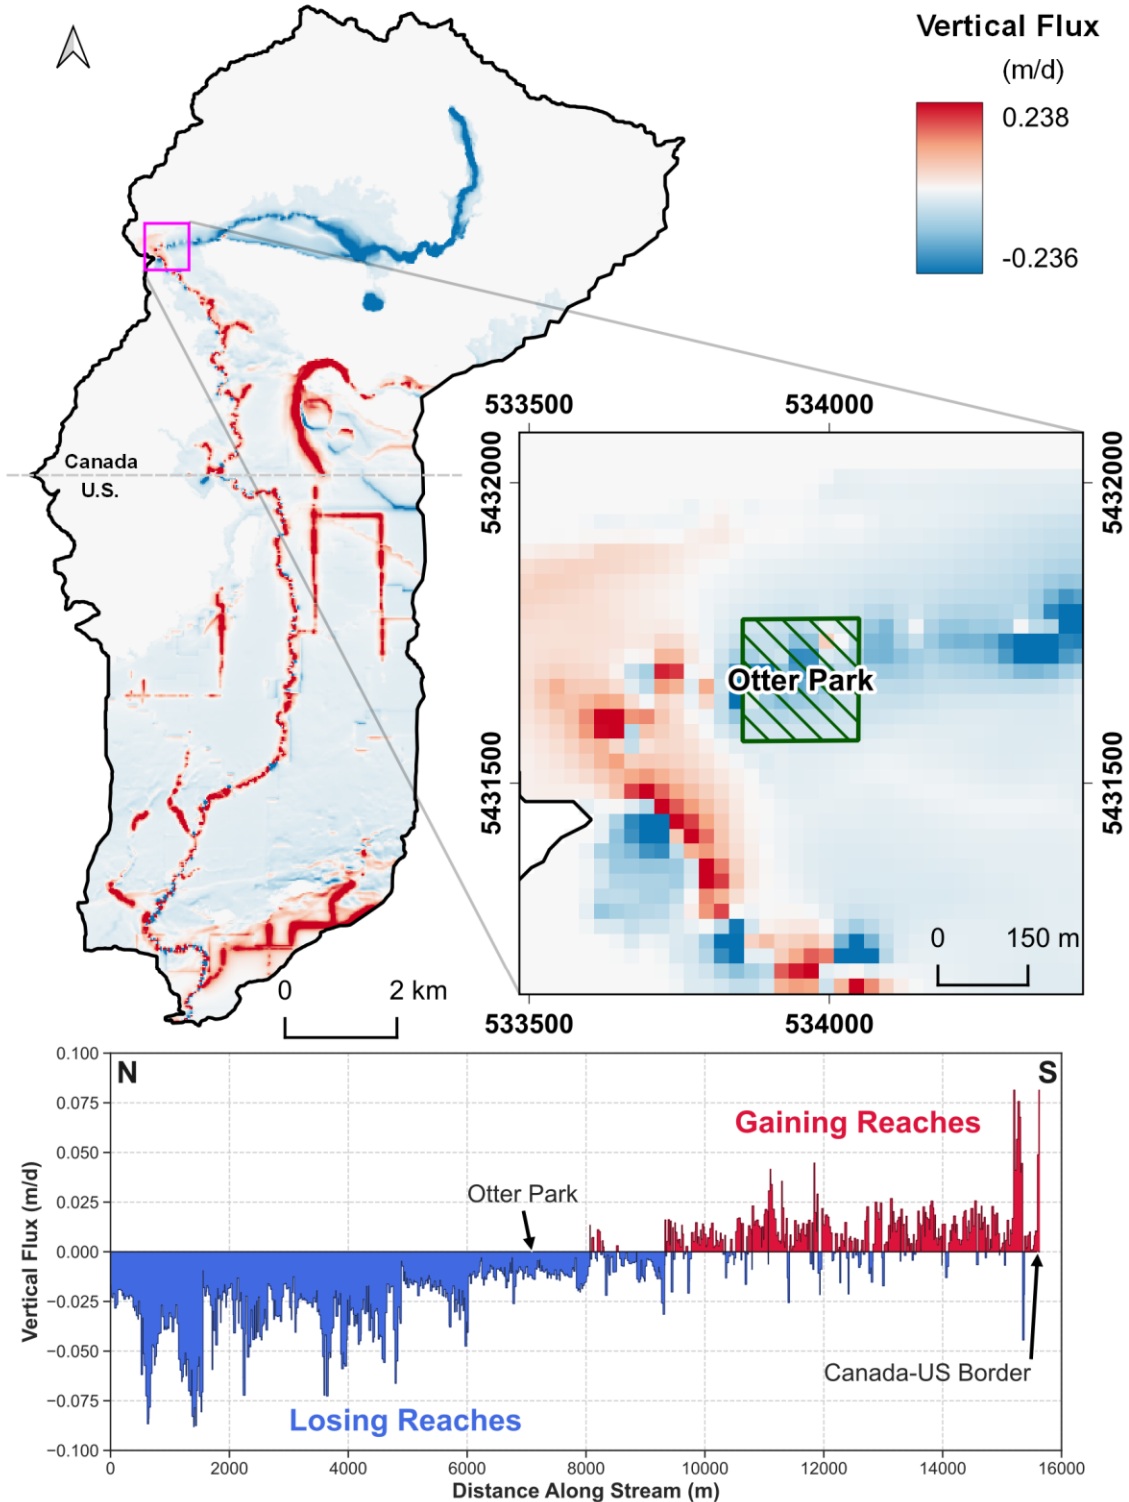 Vertical Flux
(m/d)
0.238
-0.236
Canada
U.S.
533500
534000
5432000
5432000
Otter Park
5431500
5431500
0
150 m
0
2 km
533500
534000
N
S
0.100
0.075
0.050
0.025
0.000
−0.025
−0.050
−0.075
−0.100
Vertical Flux (m/d)
Gaining Reaches
Otter Park
Canada-US Border
Losing Reaches
0
2000
4000
6000
8000
10000
12000
14000
16000
Distance Along Stream (m)